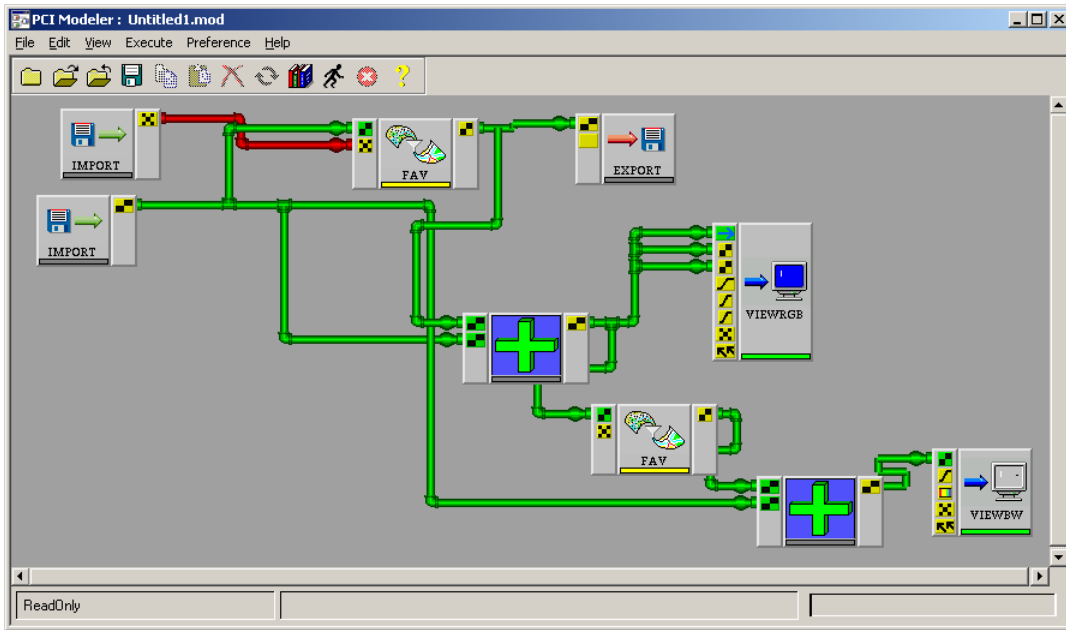 PCI Modeler : Untitled1.mod
File Edit View Execute Preference Help
IMPORT
FAV
EXPORT
IMPORT
VIEWRGB
FAV
VIEWBW
ReadOnly